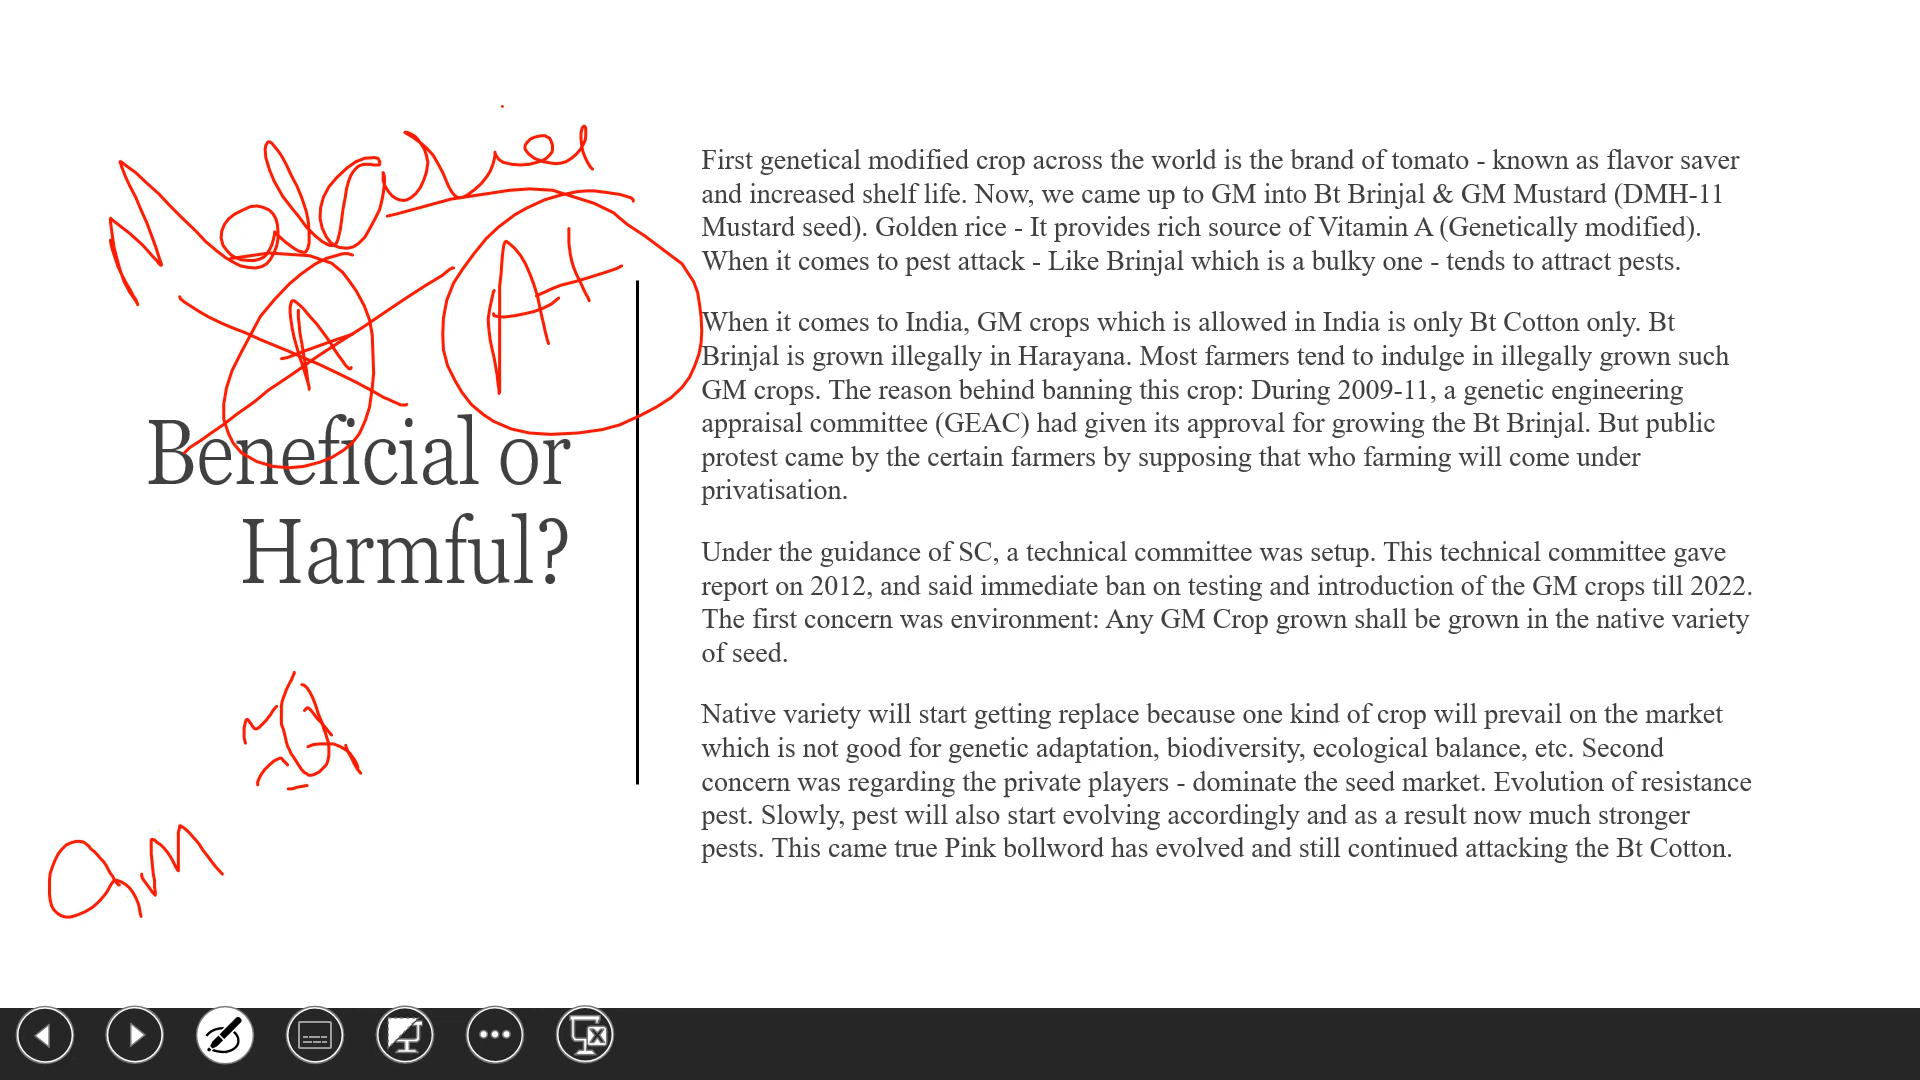 Malaria
A
A+
Beneficial or
Harmful?
GM
First genetical modified crop across the world is the brand of tomato - known as flavor saver
and increased shelf life. Now, we came up to GM into Bt Brinjal & GM Mustard (DMH-11
Mustard seed). Golden rice - It provides rich source of Vitamin A (Genetically modified).
When it comes to pest attack - Like Brinjal which is a bulky one - tends to attract pests.
When it comes to India, GM crops which is allowed in India is only Bt Cotton only. Bt
Brinjal is grown illegally in Harayana. Most farmers tend to indulge in illegally grown such
GM crops. The reason behind banning this crop: During 2009-11, a genetic engineering
appraisal committee (GEAC) had given its approval for growing the Bt Brinjal. But public
protest came by the certain farmers by supposing that who farming will come under
privatisation.
Under the guidance of SC, a technical committee was setup. This technical committee gave
report on 2012, and said immediate ban on testing and introduction of the GM crops till 2022.
The first concern was environment: Any GM Crop grown shall be grown in the native variety
of seed.
Native variety will start getting replace because one kind of crop will prevail on the market
which is not good for genetic adaptation, biodiversity, ecological balance, etc. Second
concern was regarding the private players - dominate the seed market. Evolution of resistance
pest. Slowly, pest will also start evolving accordingly and as a result now much stronger
pests. This came true Pink bollword has evolved and still continued attacking the Bt Cotton.